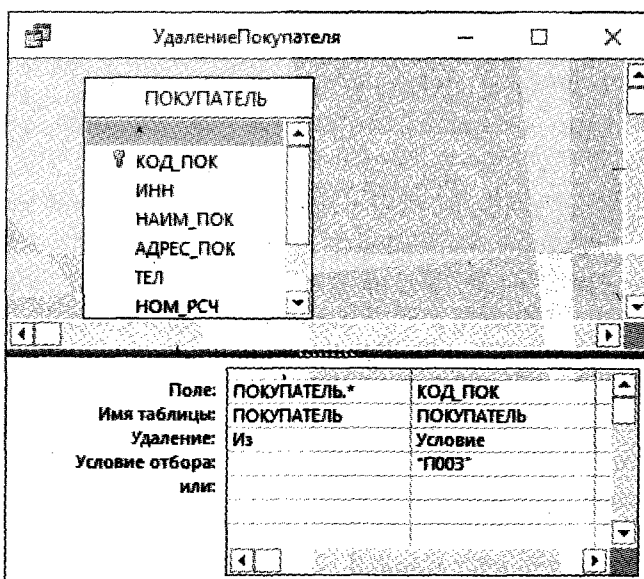 УдалениеПокупателя
ПОКУПАТЕЛЬ
*
КОД_ПОК
ИНН
НАИМ_ПОК
АДРЕС_ПОК
ТЕЛ
НОМ_РСЧ
Поле: ПОКУПАТЕЛЬ.* КОД_ПОК
Имя таблицы: ПОКУПАТЕЛЬ ПОКУПАТЕЛЬ
Удаление: Из Условие
Условие отбора: "П003"
или: